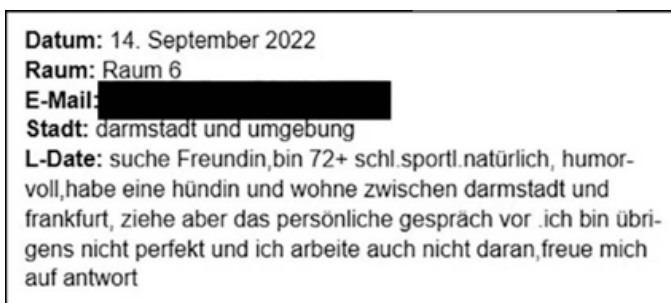 Datum: 14. September 2022
Raum: Raum 6
E-Mail:
Stadt: darmstadt und umgebung
L-Date: suche Freundin,bin 72+ schl.sportl.natürlich, humor-
voll,habe eine hündin und wohne zwischen darmstadt und
frankfurt, ziehe aber das persönliche gespräch vor .ich bin übri-
gens nicht perfekt und ich arbeite auch nicht daran,freue mich
auf antwort